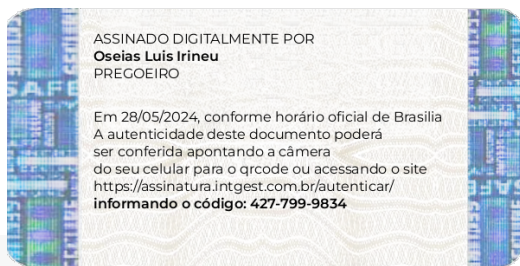 ASSINADO DIGITALMENTE POR
Oseias Luis Irineu
PREGOEIRO
Em 28/05/2024, conforme horário oficial de Brasilia
A autenticidade deste documento poderá
ser conferida apontando a câmera
do seu celular para o qrcode ou acessando o site
https://assinatura.intgest.com.br/autenticar/
informando o código: 427-799-9834